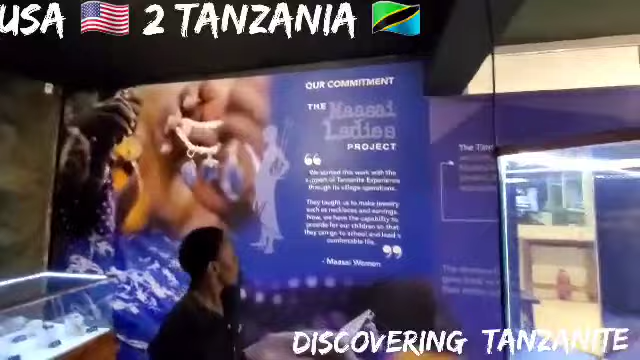 USA 🇺🇸 2 TANZANIA 🇹🇿
OUR COMMITMENT
THE Maasai
Ladies
PROJECT
“
We started this work with the
support of Tanzanite Experience
through its village operations.
They taught us to make jewelry
such as necklaces and earrings.
Now, we have the capability to
provide for our children so that
they can go to school and lead a
comfortable life.
”
- Maasai Women
The
DISCOVERING TANZANITE